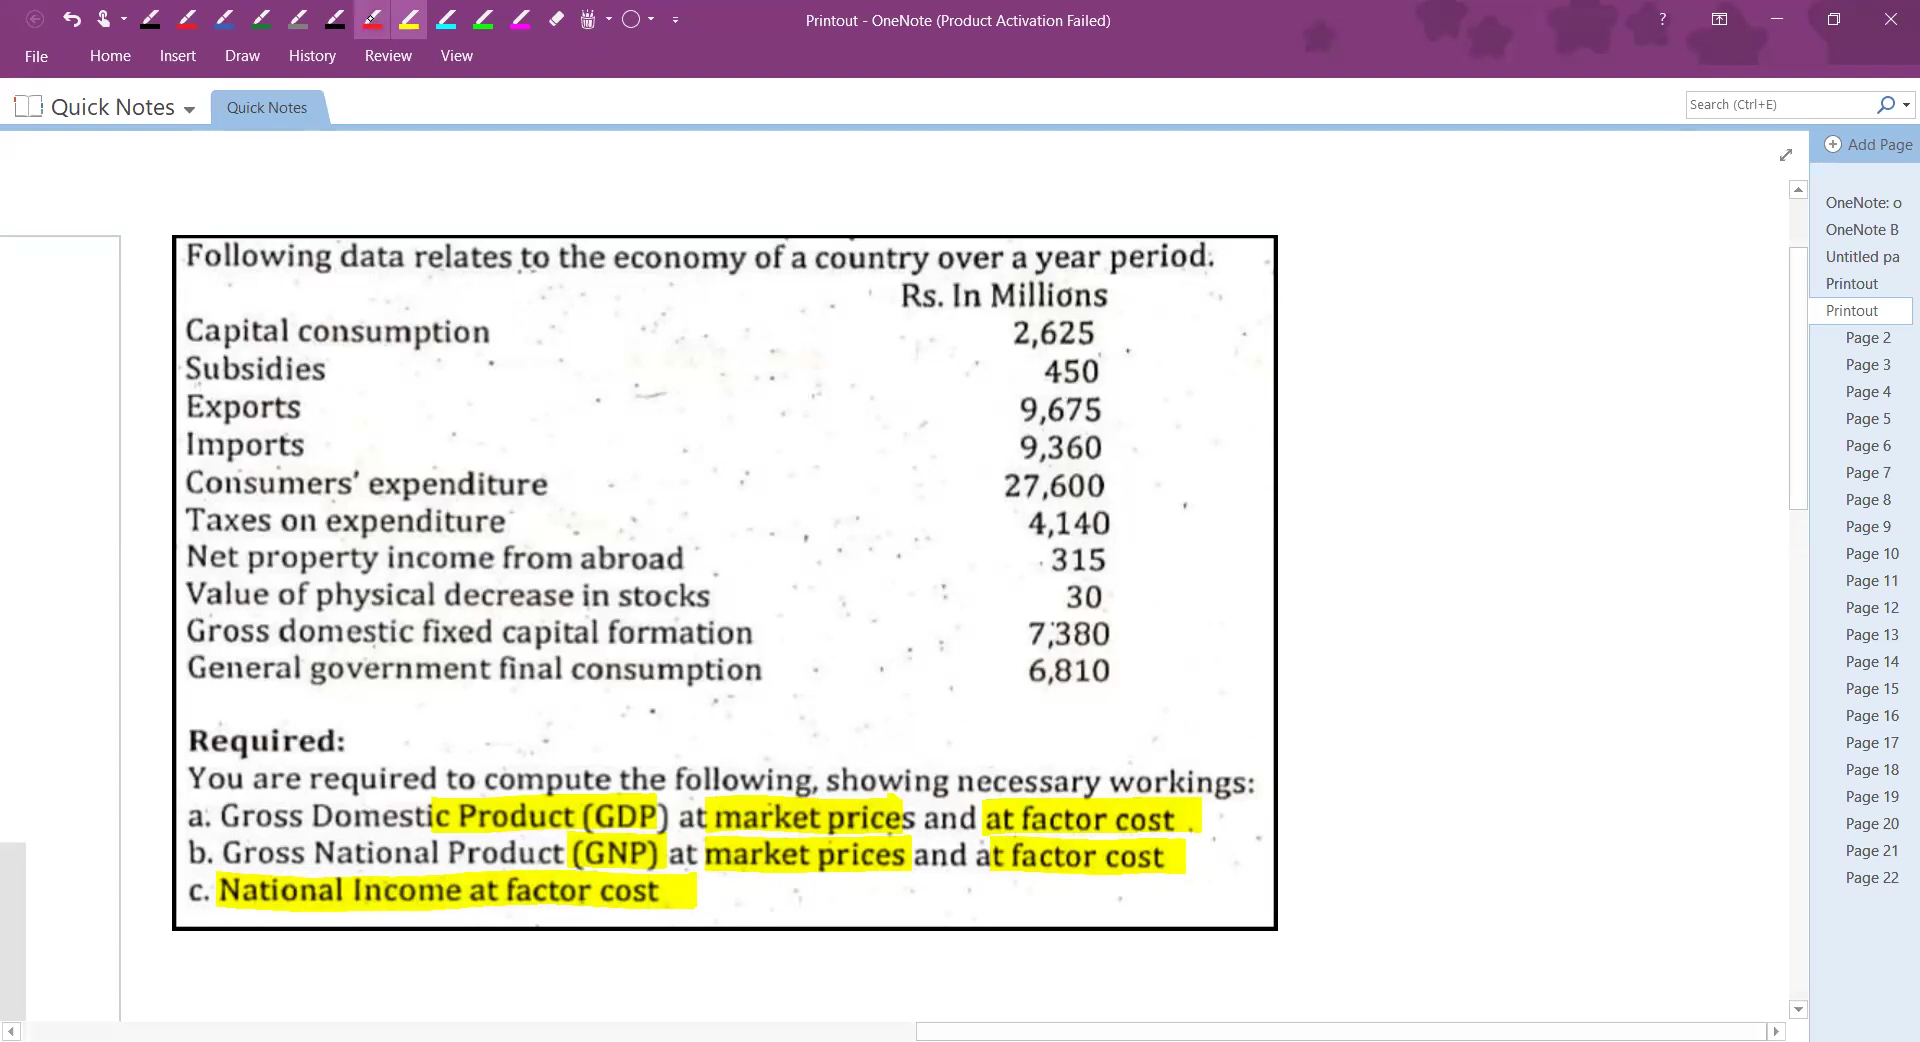 Printout - OneNote (Product Activation Failed)
?
File Home Insert Draw History Review View
Quick Notes
Quick Notes
Search (Ctrl+E)
Add Page
Following data relates to the economy of a country over a year period.
Rs. In Millions
Capital consumption 2,625
Subsidies 450
Exports 9,675
Imports 9,360
Consumers' expenditure 27,600
Taxes on expenditure 4,140
Net property income from abroad 315
Value of physical decrease in stocks 30
Gross domestic fixed capital formation 7,380
General government final consumption 6,810
Required:
You are required to compute the following, showing necessary workings:
a. Gross Domestic Product (GDP) at market prices and at factor cost
b. Gross National Product (GNP) at market prices and at factor cost
c. National Income at factor cost
OneNote: o
OneNote B
Untitled pa
Printout
Printout
Page 2
Page 3
Page 4
Page 5
Page 6
Page 7
Page 8
Page 9
Page 10
Page 11
Page 12
Page 13
Page 14
Page 15
Page 16
Page 17
Page 18
Page 19
Page 20
Page 21
Page 22